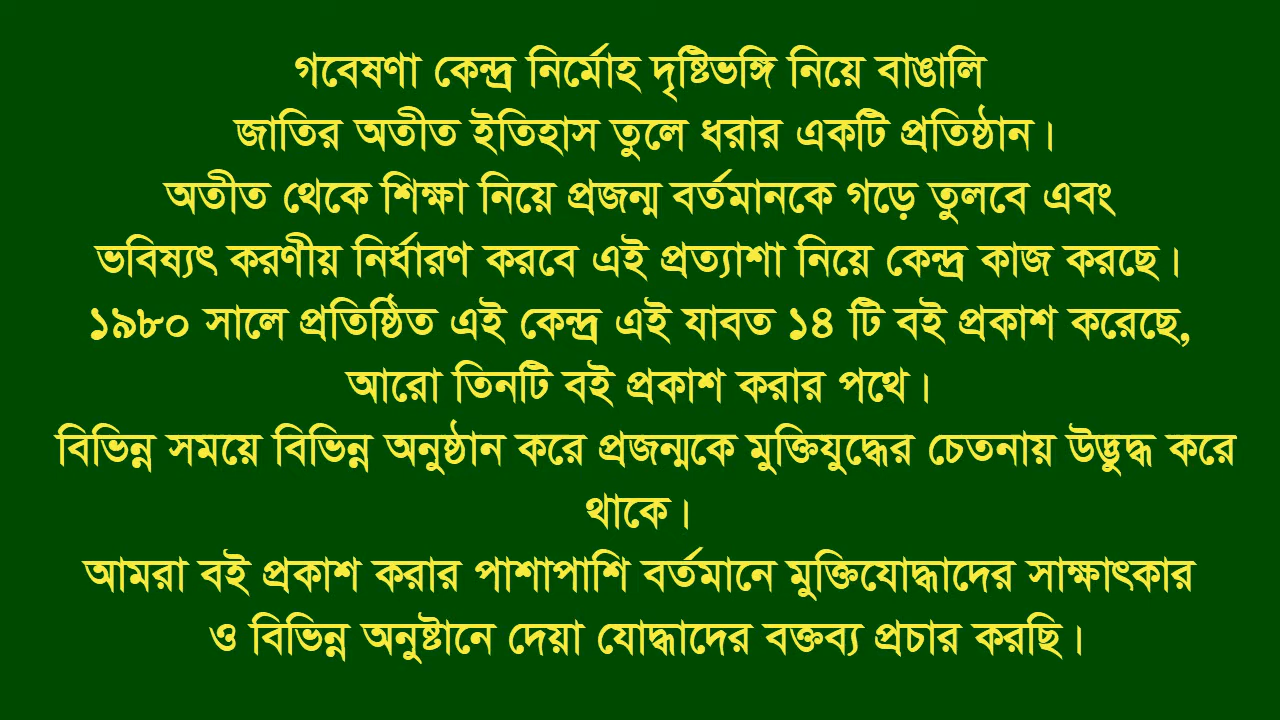 গবেষণা কেন্দ্র নির্মোহ দৃষ্টিভঙ্গি নিয়ে বাঙালি
জাতির অতীত ইতিহাস তুলে ধরার একটি প্রতিষ্ঠান।
অতীত থেকে শিক্ষা নিয়ে প্রজন্ম বর্তমানকে গড়ে তুলবে এবং
ভবিষ্যৎ করণীয় নির্ধারণ করবে এই প্রত্যাশা নিয়ে কেন্দ্র কাজ করছে।
১৯৮০ সালে প্রতিষ্ঠিত এই কেন্দ্র এই যাবত ১৪ টি বই প্রকাশ করেছে,
আরো তিনটি বই প্রকাশ করার পথে।
বিভিন্ন সময়ে বিভিন্ন অনুষ্ঠান করে প্রজন্মকে মুক্তিযুদ্ধের চেতনায় উদ্ভুদ্ধ করে
থাকে।
আমরা বই প্রকাশ করার পাশাপাশি বর্তমানে মুক্তিযোদ্ধাদের সাক্ষাৎকার
ও বিভিন্ন অনুষ্টানে দেয়া যোদ্ধাদের বক্তব্য প্রচার করছি।